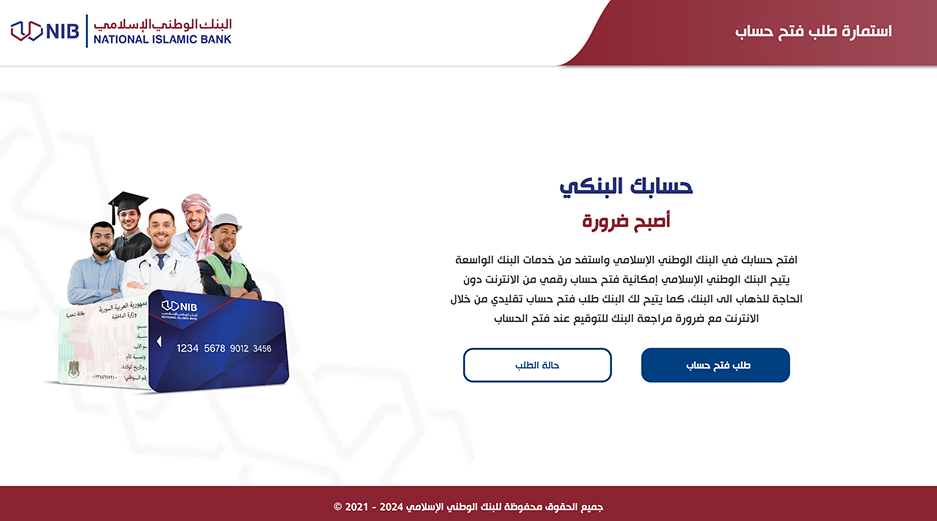 استمارة طلب فتح حساب
NIB
البنك الوطني الإسلامي
NATIONAL ISLAMIC BANK
حسابك البنكي
أصبح ضرورة
افتح حسابك في البنك الوطني الإسلامي واستفد من خدمات البنك الواسعة
يتيح البنك الوطني الإسلامي إمكانية فتح حساب رقمي من الانترنت دون
الحاجة للذهاب الى البنك، كما يتيح لك البنك طلب فتح حساب تقليدي من خلال
الانترنت مع ضرورة مراجعة البنك للتوقيع عند فتح الحساب
طلب فتح حساب
حالة الطلب
NIB
البنك الوطني الإسلامي
NATIONAL ISLAMIC BANK
1234 5678 9012 3456
الجمهورية العربية السورية
وزارة الداخلية
بطاقة شخصية
جميع الحقوق محفوظة للبنك الوطني الإسلامي 2024 - 2021 ©